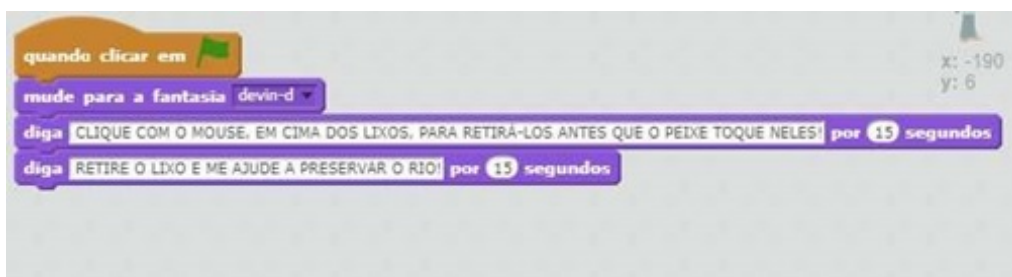 quando clicar em
mude para a fantasia devin-d
diga CLIQUE COM O MOUSE, EM CIMA DOS LIXOS, PARA RETIRÁ-LOS ANTES QUE O PEIXE TOQUE NELES! por 15 segundos
diga RETIRE O LIXO E ME AJUDE A PRESERVAR O RIO! por 15 segundos
x: -190
y: 6